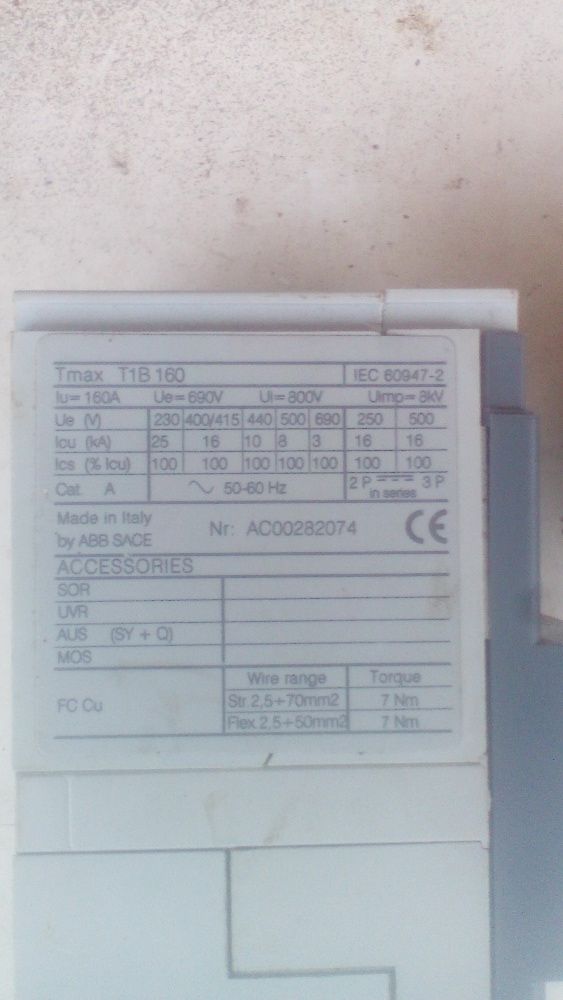 Tmax T1B 160 IEC 60947-2
Iu= 160A Ue= 690V Ui= 800V Uimp= 8kV
Ue (V) 230 400/415 440 500 690 250 500
Icu (kA) 25 16 10 8 3 16 16
Ics (% Icu) 100 100 100 100 100 100 100
Cat. A 50-60 Hz 2 P 3 P
in series
Made in Italy
by ABB SACE Nr: AC00282074 CE
ACCESSORIES
SOR
UVR
AUS (SY + Q)
MOS
Wire range Torque
FC Cu Str 2,5÷70mm2 7 Nm
Flex 2,5÷50mm2 7 Nm